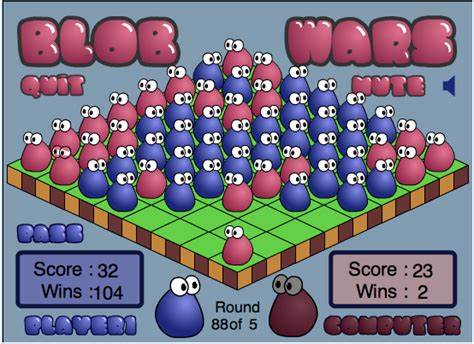 BLOB WARS
QUIT MUTE
PASS
Score : 32
Wins : 104
PLAYER1
Round
88of 5
Score : 23
Wins : 2
COMPUTER